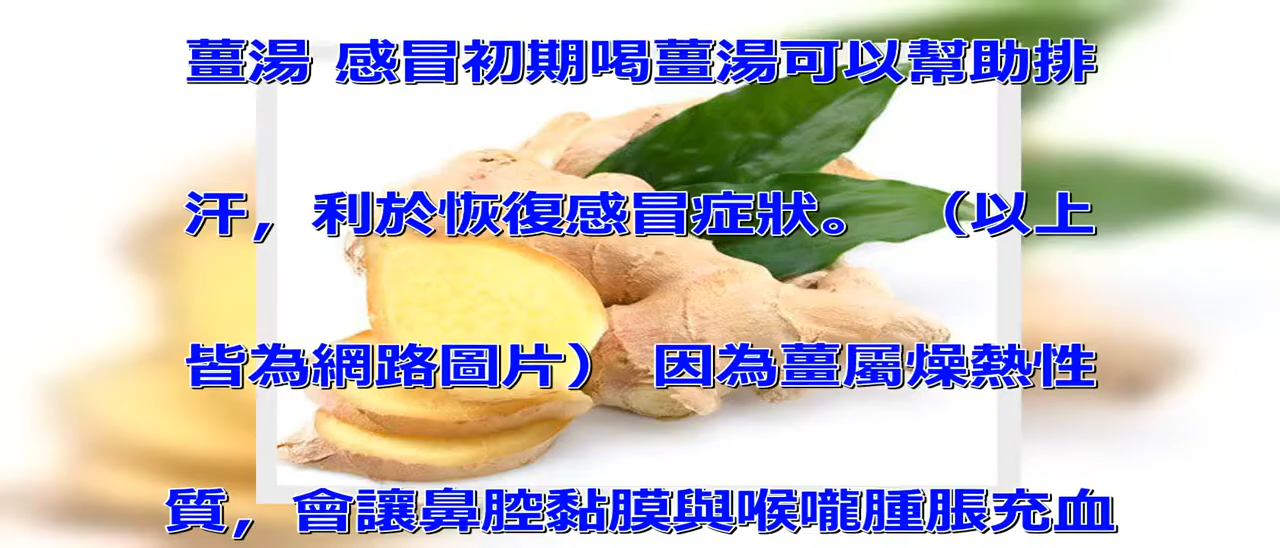 薑湯 感冒初期喝薑湯可以幫助排
汗，利於恢復感冒症狀。 （以上
皆為網路圖片） 因為薑屬燥熱性
質，會讓鼻腔黏膜與喉嚨腫脹充血